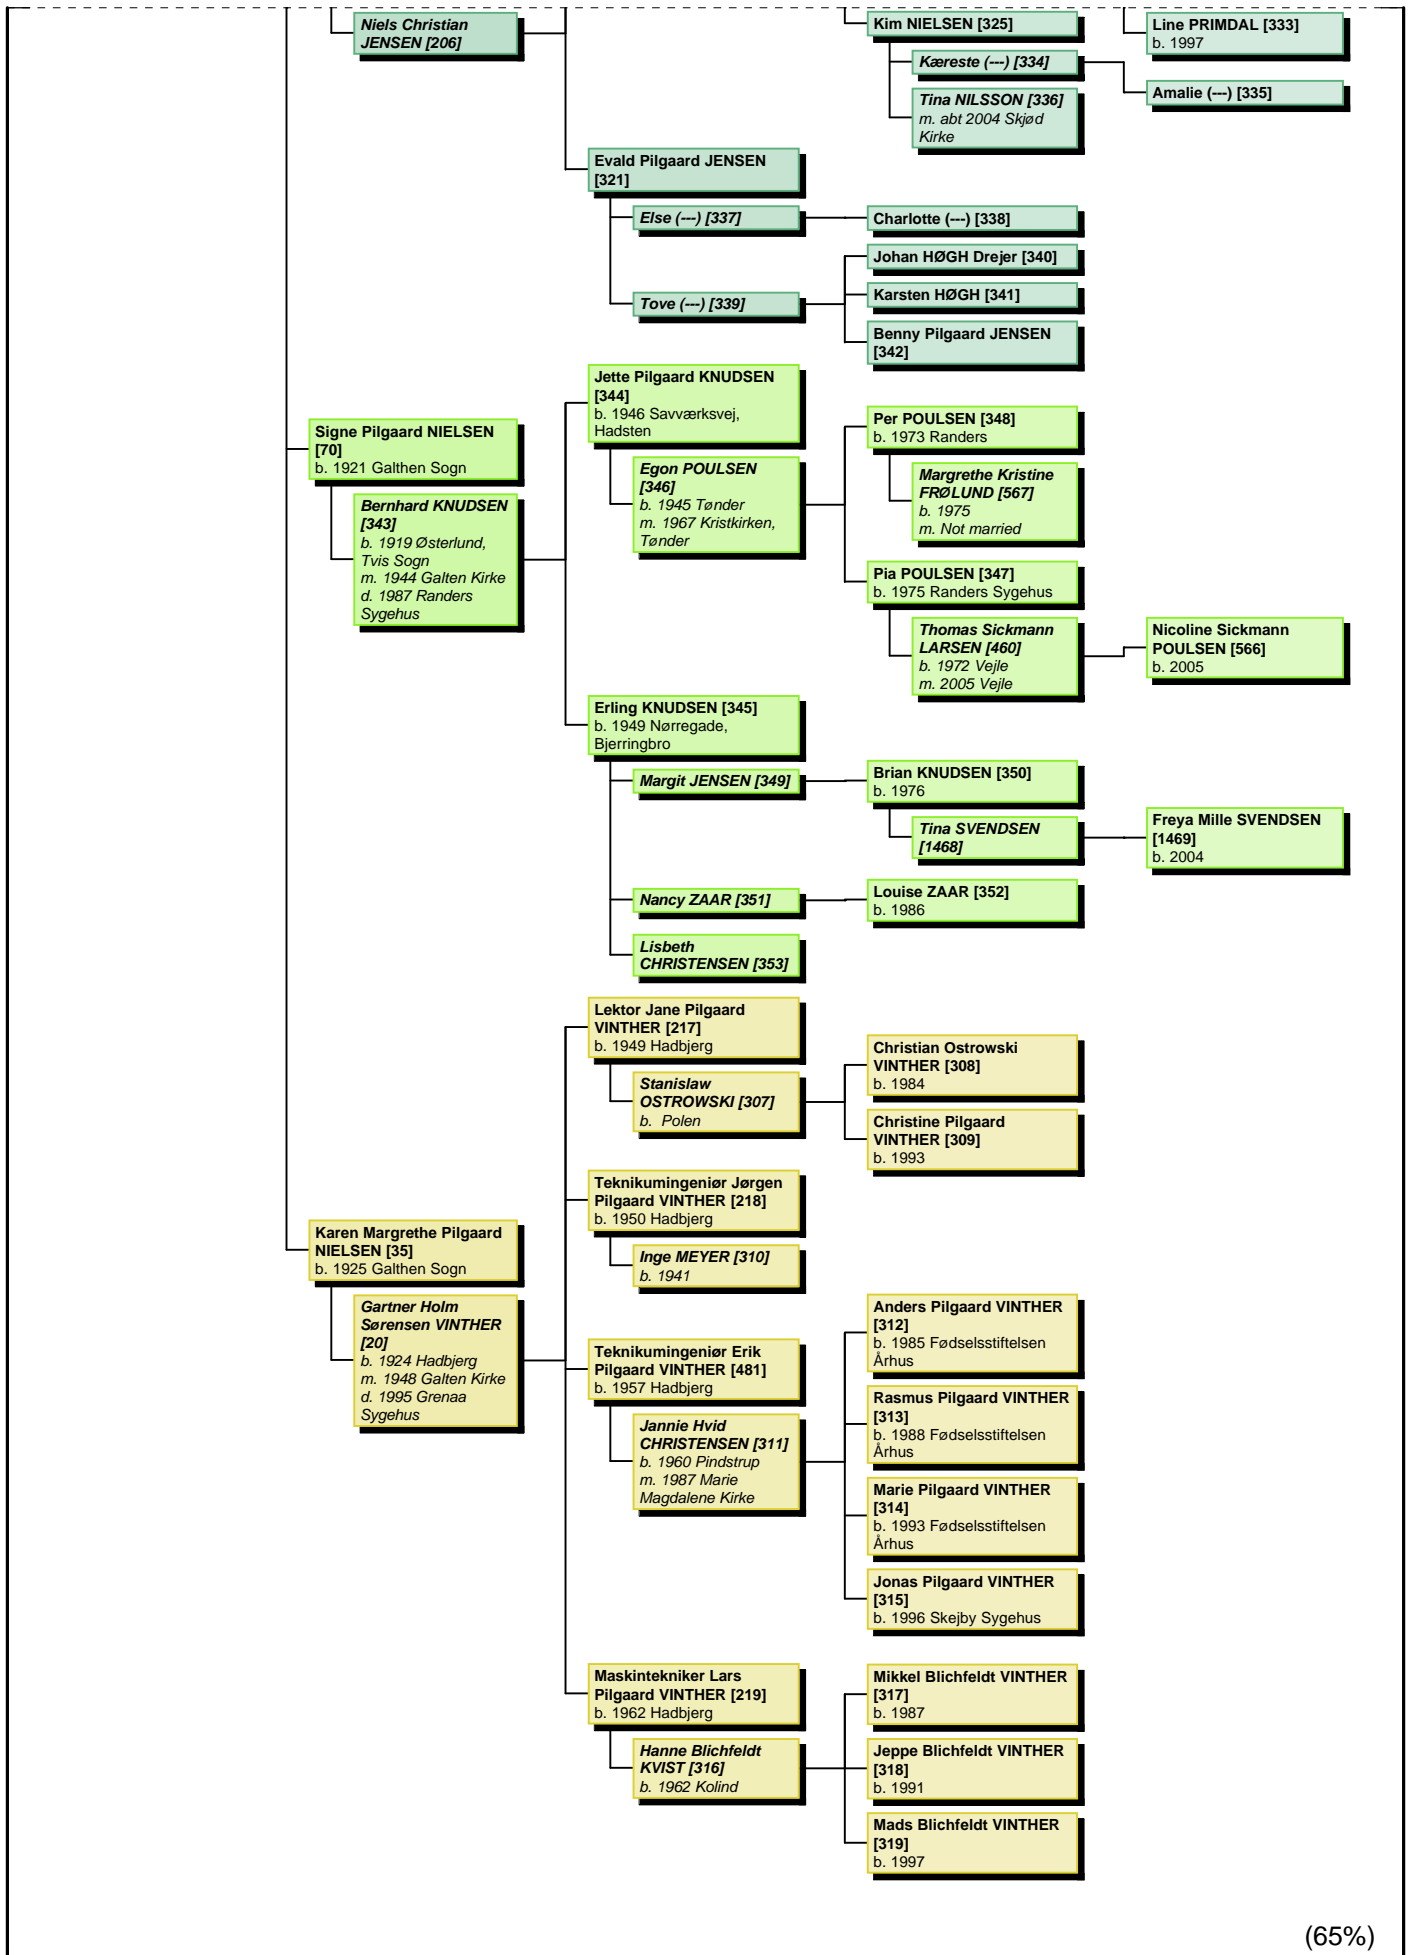 Niels Christian
JENSEN [206]
Kim NIELSEN [325]
Line PRIMDAL [333]
b. 1997
Kæreste (---) [334]
Amalie (---) [335]
Tina NILSSON [336]
m. abt 2004 Skjød
Kirke
Evald Pilgaard JENSEN
[321]
Else (---) [337]
Charlotte (---) [338]
Tove (---) [339]
Johan HØGH Drejer [340]
Karsten HØGH [341]
Benny Pilgaard JENSEN
[342]
Signe Pilgaard NIELSEN
[70]
b. 1921 Galthen Sogn
Bernhard KNUDSEN
[343]
b. 1919 Østerlund,
Tvis Sogn
m. 1944 Galten Kirke
d. 1987 Randers
Sygehus
Jette Pilgaard KNUDSEN
[344]
b. 1946 Savværksvej,
Hadsten
Egon POULSEN
[346]
b. 1945 Tønder
m. 1967 Kristkirken,
Tønder
Per POULSEN [348]
b. 1973 Randers
Margrethe Kristine
FRØLUND [567]
b. 1975
m. Not married
Pia POULSEN [347]
b. 1975 Randers Sygehus
Thomas Sickmann
LARSEN [460]
b. 1972 Vejle
m. 2005 Vejle
Nicoline Sickmann
POULSEN [566]
b. 2005
Erling KNUDSEN [345]
b. 1949 Nørregade,
Bjerringbro
Margit JENSEN [349]
Brian KNUDSEN [350]
b. 1976
Tina SVENDSEN
[1468]
Freya Mille SVENDSEN
[1469]
b. 2004
Nancy ZAAR [351]
Louise ZAAR [352]
b. 1986
Lisbeth
CHRISTENSEN [353]
Karen Margrethe Pilgaard
NIELSEN [35]
b. 1925 Galthen Sogn
Gartner Holm
Sørensen VINTHER
[20]
b. 1924 Hadbjerg
m. 1948 Galten Kirke
d. 1995 Grenaa
Sygehus
Lektor Jane Pilgaard
VINTHER [217]
b. 1949 Hadbjerg
Stanislaw
OSTROWSKI [307]
b.  Polen
Christian Ostrowski
VINTHER [308]
b. 1984
Christine Pilgaard
VINTHER [309]
b. 1993
Teknikumingeniør Jørgen
Pilgaard VINTHER [218]
b. 1950 Hadbjerg
Inge MEYER [310]
b. 1941
Teknikumingeniør Erik
Pilgaard VINTHER [481]
b. 1957 Hadbjerg
Jannie Hvid
CHRISTENSEN [311]
b. 1960 Pindstrup
m. 1987 Marie
Magdalene Kirke
Anders Pilgaard VINTHER
[312]
b. 1985 Fødselsstiftelsen
Århus
Rasmus Pilgaard VINTHER
[313]
b. 1988 Fødselsstiftelsen
Århus
Marie Pilgaard VINTHER
[314]
b. 1993 Fødselsstiftelsen
Århus
Jonas Pilgaard VINTHER
[315]
b. 1996 Skejby Sygehus
Maskintekniker Lars
Pilgaard VINTHER [219]
b. 1962 Hadbjerg
Hanne Blichfeldt
KVIST [316]
b. 1962 Kolind
Mikkel Blichfeldt VINTHER
[317]
b. 1987
Jeppe Blichfeldt VINTHER
[318]
b. 1991
Mads Blichfeldt VINTHER
[319]
b. 1997
(65%)